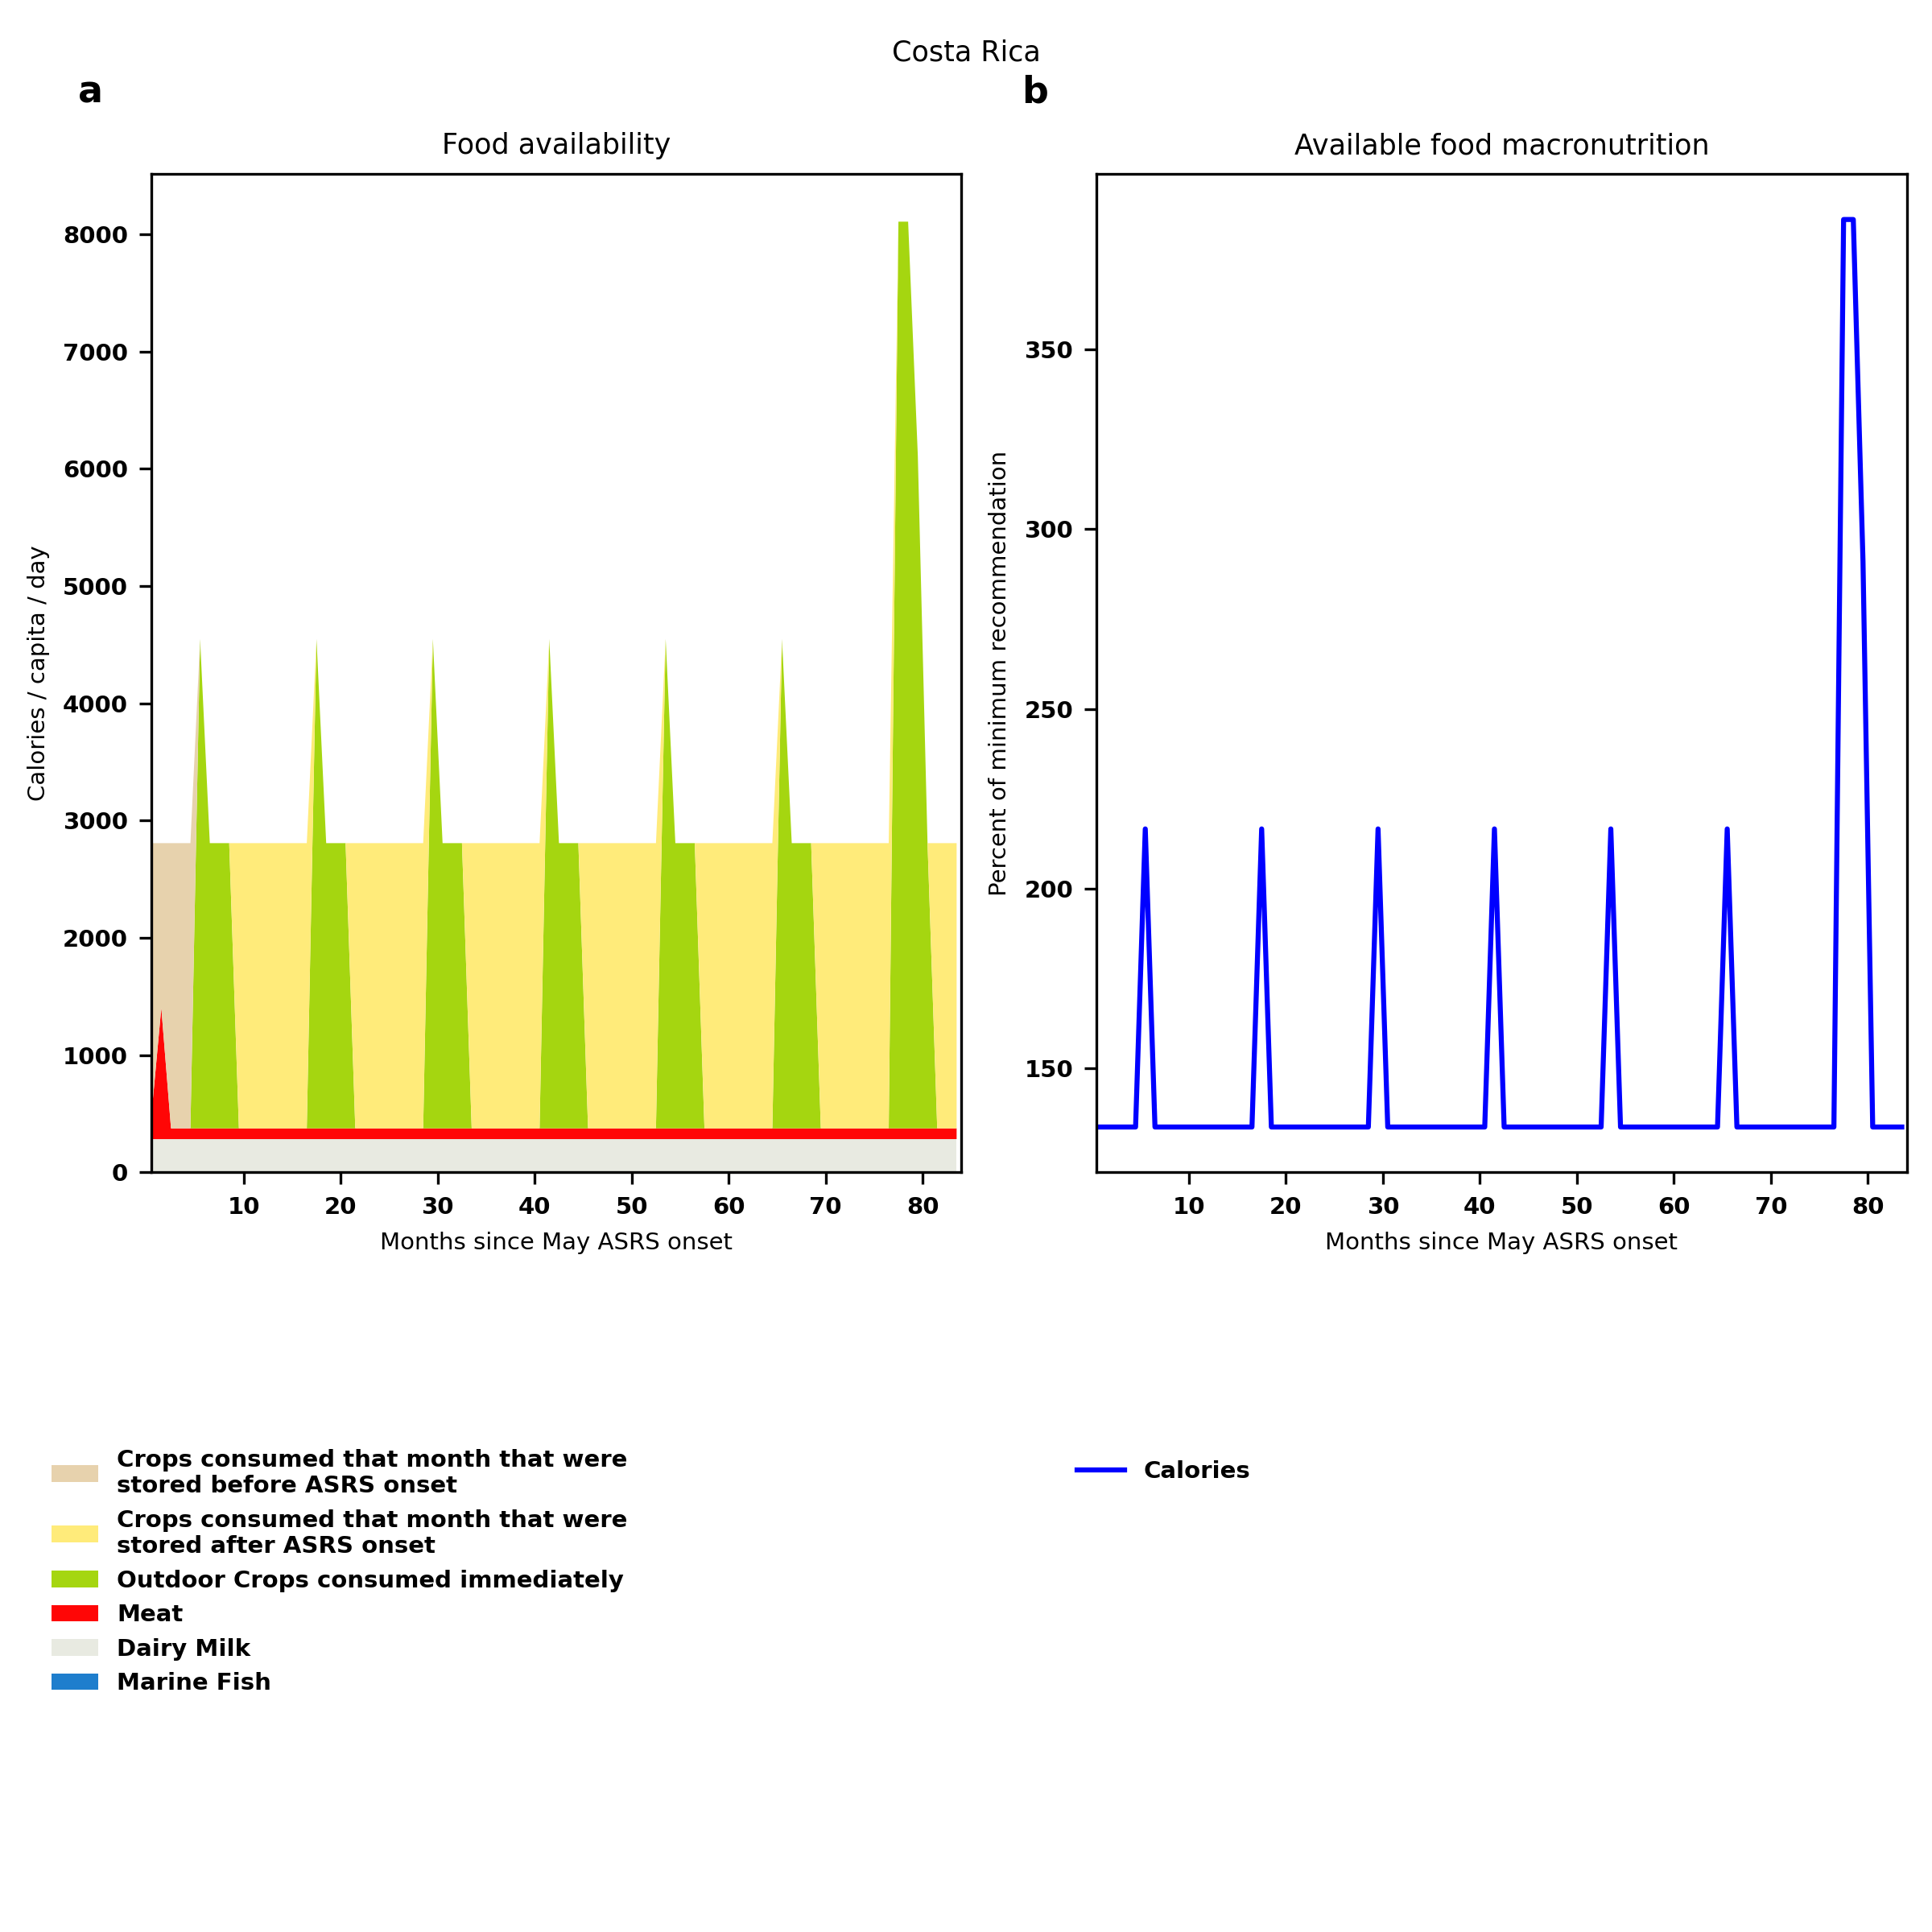 Costa Rica
a
Food availability
Calories / capita / day
8000
7000
6000
5000
4000
3000
2000
1000
0
10 20 30 40 50 60 70 80
Months since May ASRS onset
Crops consumed that month that were
stored before ASRS onset
Crops consumed that month that were
stored after ASRS onset
Outdoor Crops consumed immediately
Meat
Dairy Milk
Marine Fish
b
Available food macronutrition
Percent of minimum recommendation
350
300
250
200
150
10 20 30 40 50 60 70 80
Months since May ASRS onset
Calories